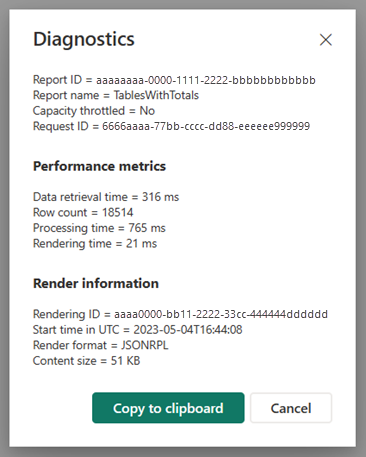 Diagnostics
Report ID = aaaaaaaa-0000-1111-2222-bbbbbbbbbbbb
Report name = TablesWithTotals
Capacity throttled = No
Request ID = 6666aaaa-77bb-cccc-dd88-eeeeee999999
Performance metrics
Data retrieval time = 316 ms
Row count = 18514
Processing time = 765 ms
Rendering time = 21 ms
Render information
Rendering ID = aaaa0000-bb11-2222-33cc-444444dddddd
Start time in UTC = 2023-05-04T16:44:08
Render format = JSONRPL
Content size = 51 KB
Copy to clipboard Cancel